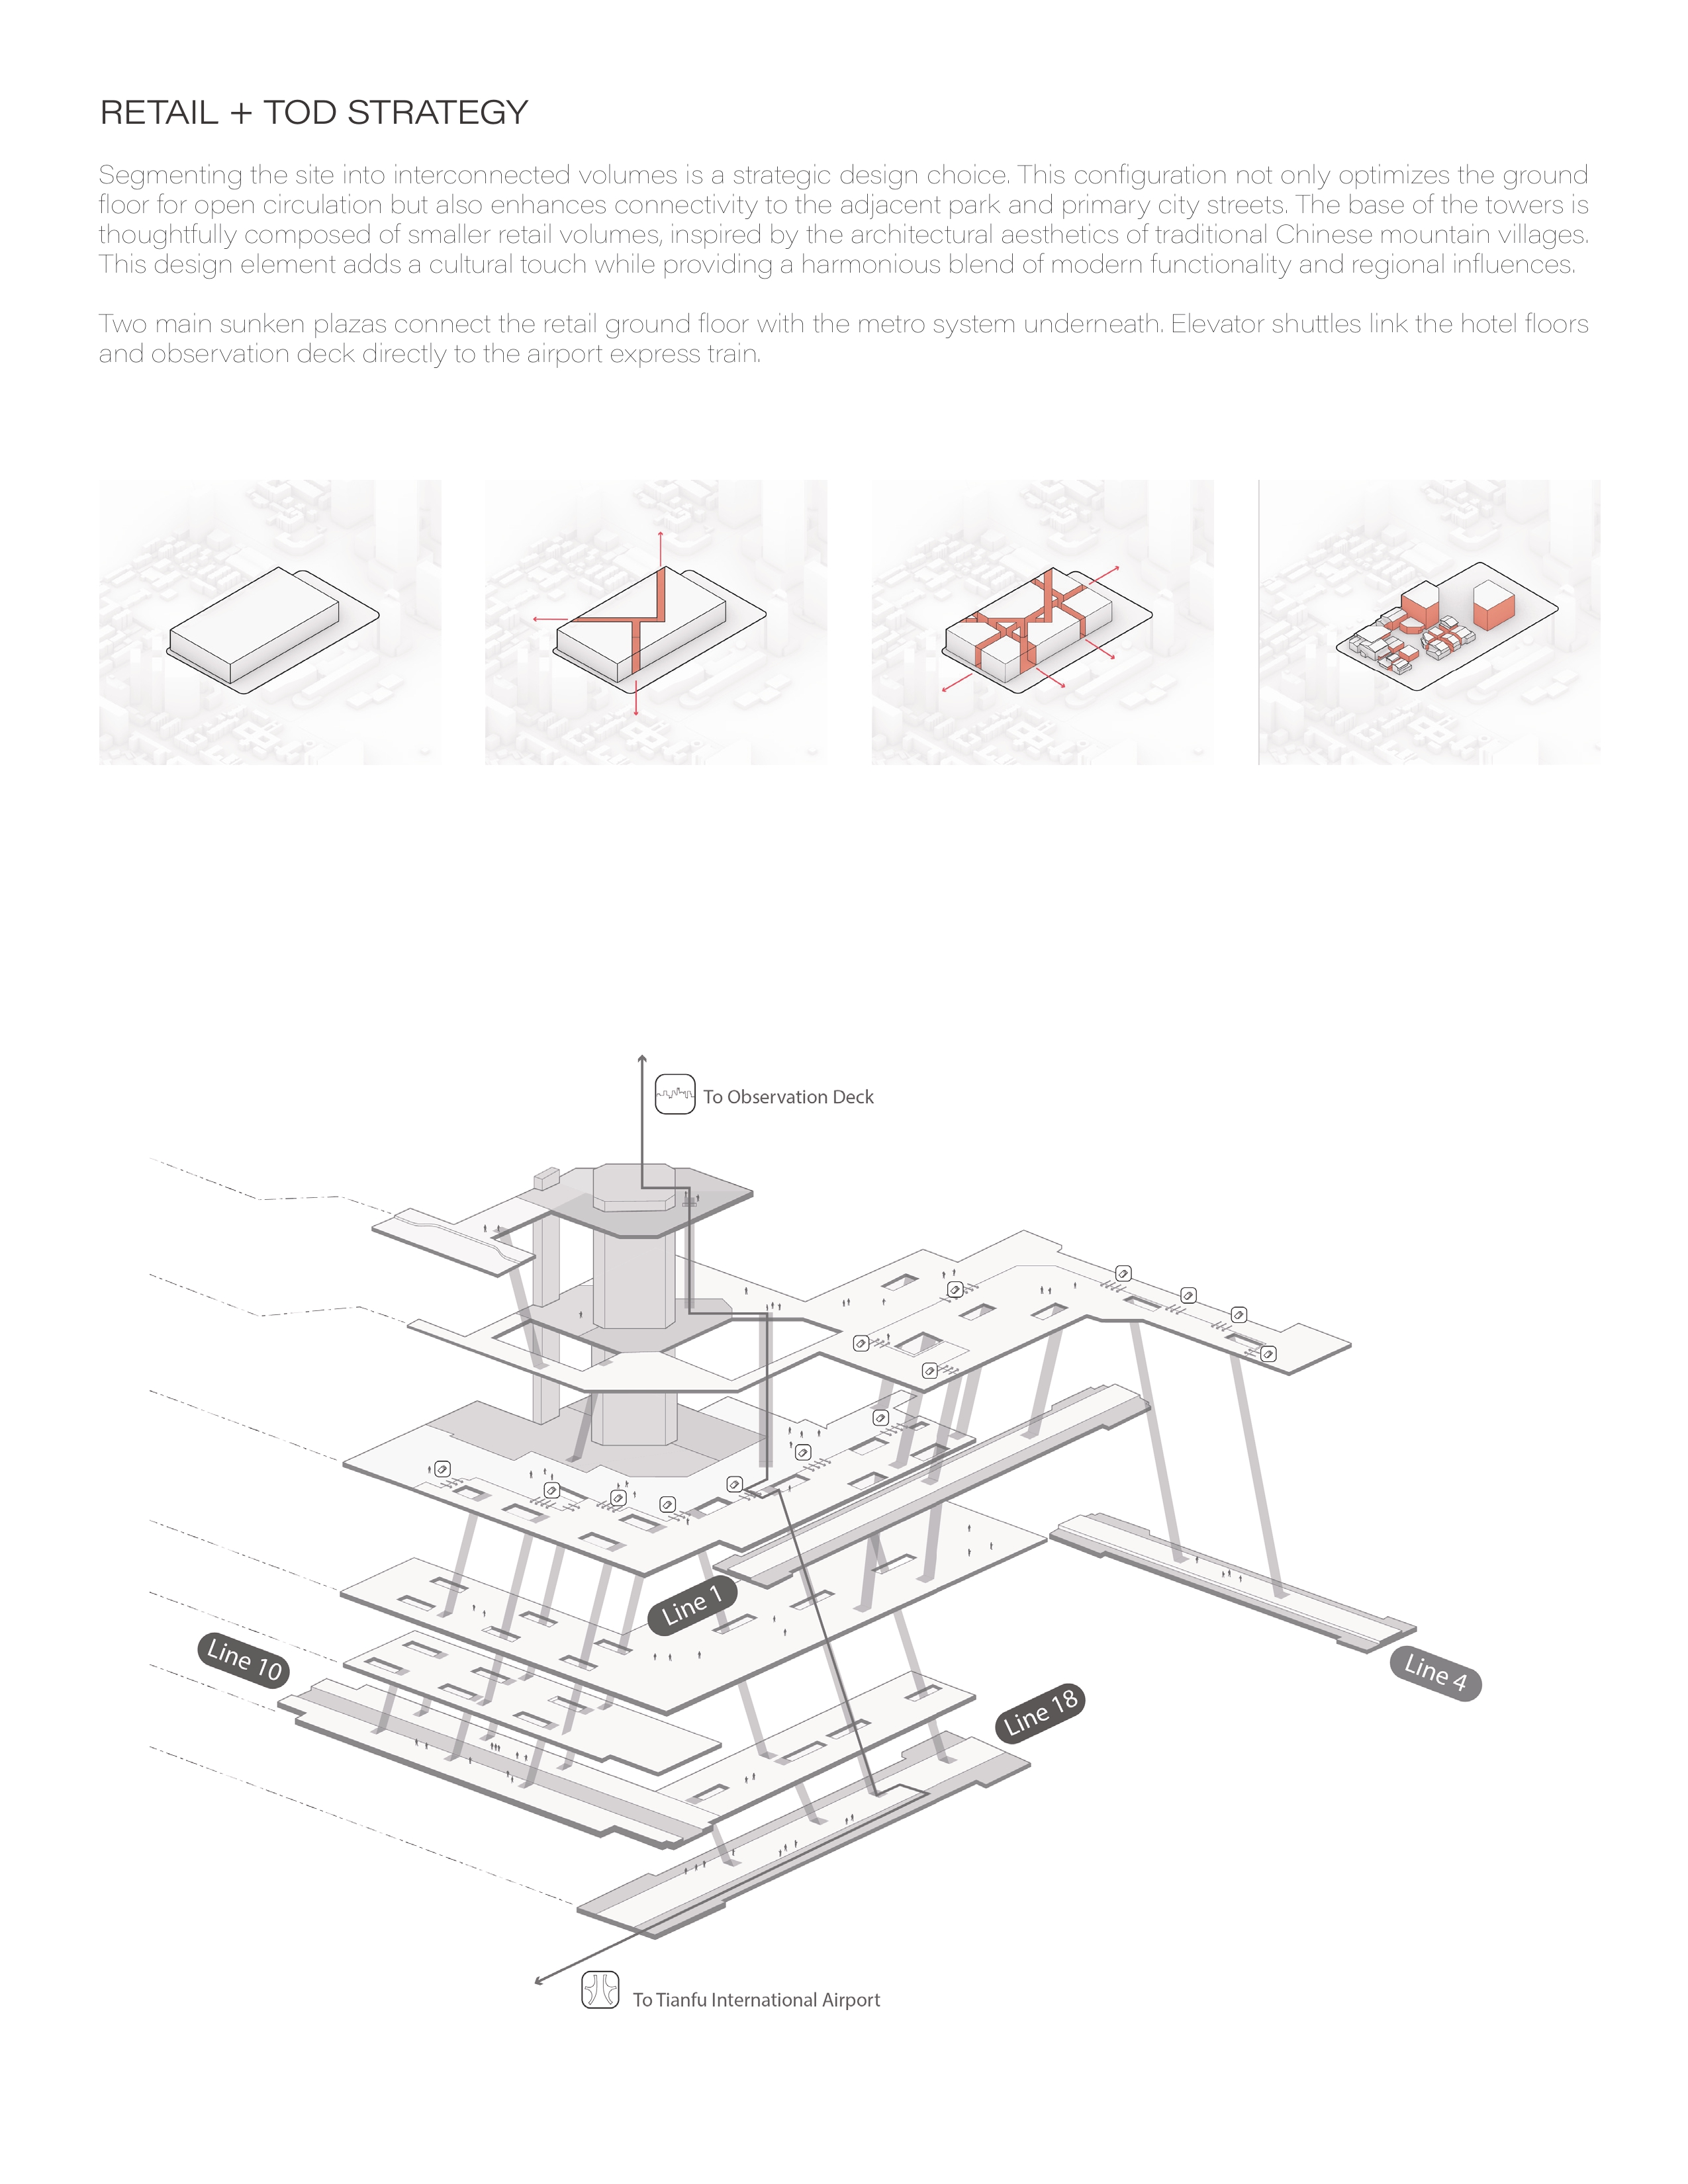 RETAIL + TOD STRATEGY
Segmenting the site into interconnected volumes is a strategic design choice. This configuration not only optimizes the ground
floor for open circulation but also enhances connectivity to the adjacent park and primary city streets. The base of the towers is
thoughtfully composed of smaller retail volumes, inspired by the architectural aesthetics of traditional Chinese mountain villages.
This design element adds a cultural touch while providing a harmonious blend of modern functionality and regional influences.
Two main sunken plazas connect the retail ground floor with the metro system underneath. Elevator shuttles link the hotel floors
and observation deck directly to the airport express train.
To Observation Deck
Line 1
Line 10
Line 4
Line 18
To Tianfu International Airport